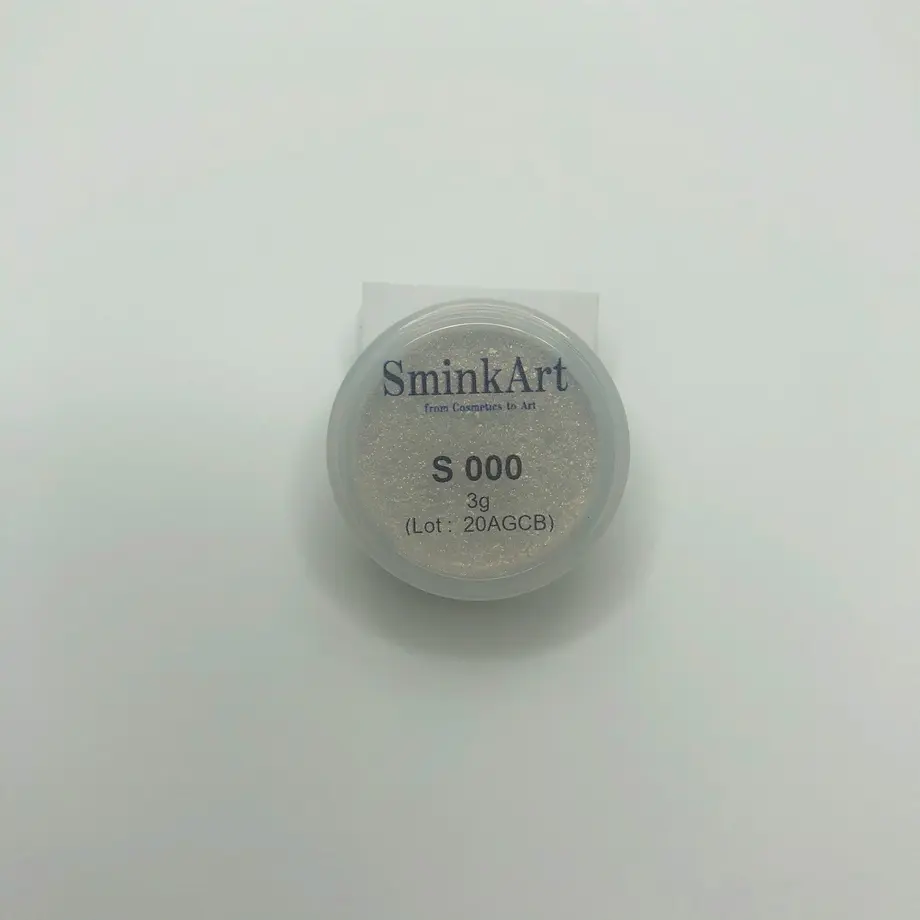 SminkArt
from Cosmetics to Art
S 000
3g
(Lot : 20AGCB)